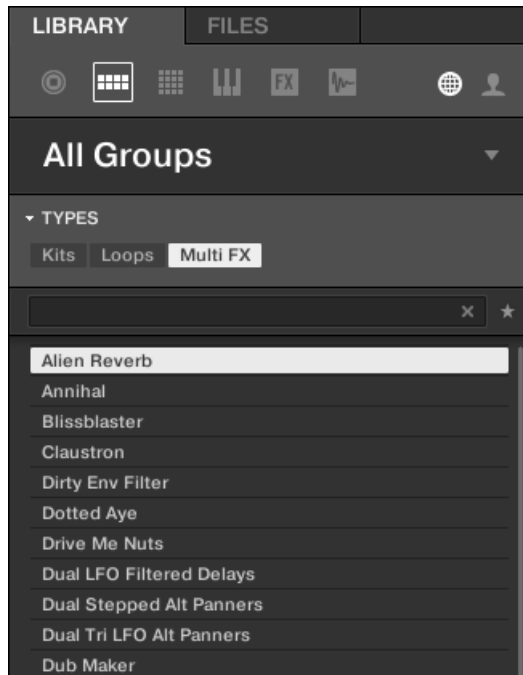 LIBRARY FILES
FX
All Groups
TYPES
Kits Loops Multi FX
Alien Reverb
Annihal
Blissblaster
Claustron
Dirty Env Filter
Dotted Aye
Drive Me Nuts
Dual LFO Filtered Delays
Dual Stepped Alt Panners
Dual Tri LFO Alt Panners
Dub Maker